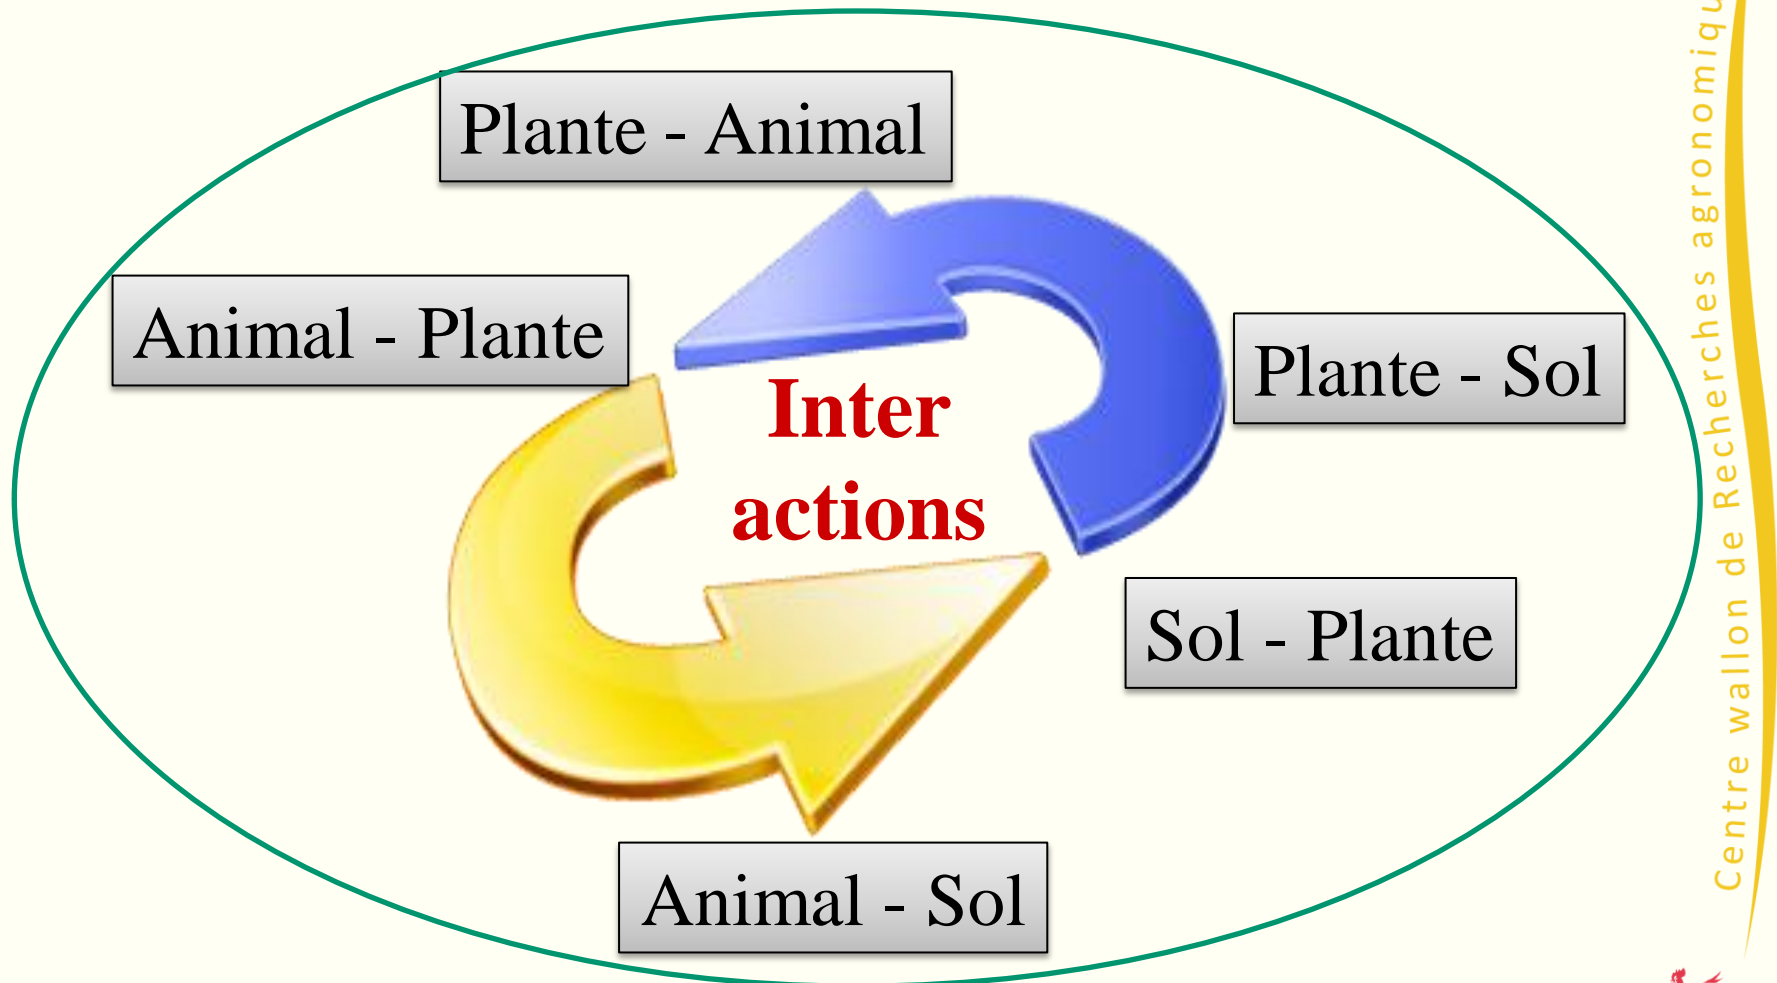 Plante - Animal
Animal - Plante
Plante - Sol
Inter
actions
Sol - Plante
Animal - Sol
Centre wallon de Recherches agronomiqu